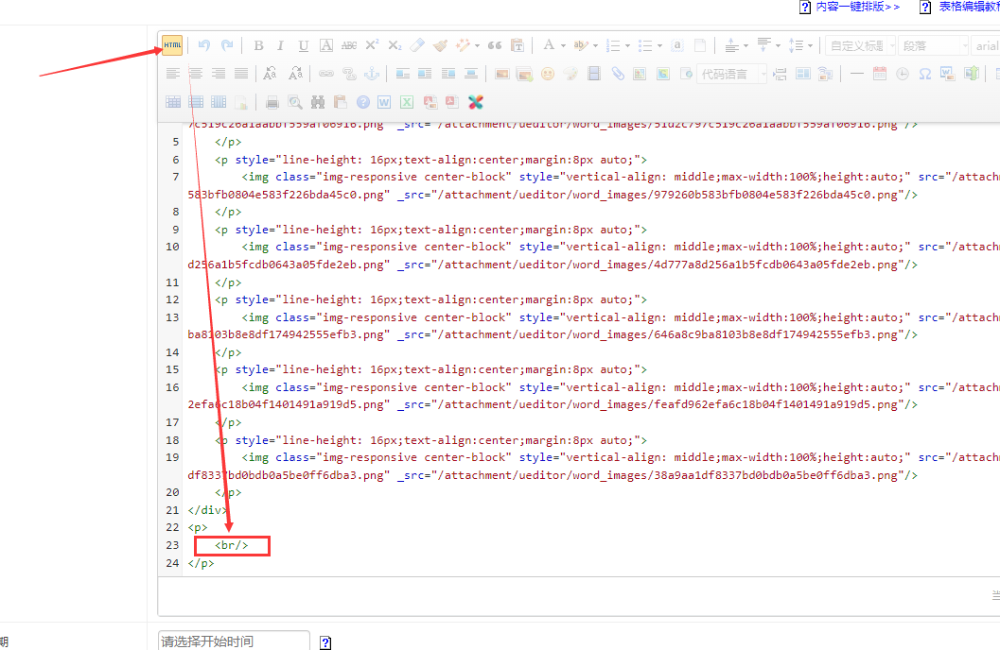 内容一键排版>>
表格编辑教程
HTML
B I U A ABC X² X₂
A ab a
自定义标题 段落 arial
代码语言
7c519c26a1aabbf559af06916.png" _src="/attachment/ueditor/word_images/51d2c797c519c26a1aabbf559af06916.png"/>
5 </p>
6 <p style="line-height: 16px;text-align:center;margin:8px auto;">
7 <img class="img-responsive center-block" style="vertical-align: middle;max-width:100%;height:auto;" src="/attachm
583bfb0804e583f226bda45c0.png" _src="/attachment/ueditor/word_images/979260b583bfb0804e583f226bda45c0.png"/>
8 </p>
9 <p style="line-height: 16px;text-align:center;margin:8px auto;">
10 <img class="img-responsive center-block" style="vertical-align: middle;max-width:100%;height:auto;" src="/attachm
d256a1b5fcdb0643a05fde2eb.png" _src="/attachment/ueditor/word_images/4d777a8d256a1b5fcdb0643a05fde2eb.png"/>
11 </p>
12 <p style="line-height: 16px;text-align:center;margin:8px auto;">
13 <img class="img-responsive center-block" style="vertical-align: middle;max-width:100%;height:auto;" src="/attachm
ba8103b8e8df174942555efb3.png" _src="/attachment/ueditor/word_images/646a8c9ba8103b8e8df174942555efb3.png"/>
14 </p>
15 <p style="line-height: 16px;text-align:center;margin:8px auto;">
16 <img class="img-responsive center-block" style="vertical-align: middle;max-width:100%;height:auto;" src="/attachm
2efa6c18b04f1401491a919d5.png" _src="/attachment/ueditor/word_images/feafd962efa6c18b04f1401491a919d5.png"/>
17 </p>
18 <p style="line-height: 16px;text-align:center;margin:8px auto;">
19 <img class="img-responsive center-block" style="vertical-align: middle;max-width:100%;height:auto;" src="/attachm
df8337bd0bdb0a5be0ff6dba3.png" _src="/attachment/ueditor/word_images/38a9aa1df8337bd0bdb0a5be0ff6dba3.png"/>
20 </p>
21 </div>
22 <p>
23 <br/>
24 </p>
当
期 请选择开始时间